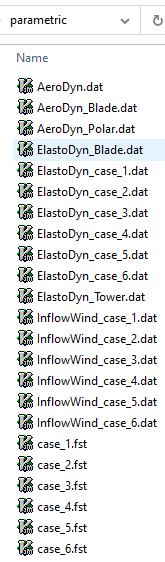 parametric
Name
AeroDyn.dat
AeroDyn_Blade.dat
AeroDyn_Polar.dat
ElastoDyn_Blade.dat
ElastoDyn_case_1.dat
ElastoDyn_case_2.dat
ElastoDyn_case_3.dat
ElastoDyn_case_4.dat
ElastoDyn_case_5.dat
ElastoDyn_case_6.dat
ElastoDyn_Tower.dat
InflowWind_case_1.dat
InflowWind_case_2.dat
InflowWind_case_3.dat
InflowWind_case_4.dat
InflowWind_case_5.dat
InflowWind_case_6.dat
case_1.fst
case_2.fst
case_3.fst
case_4.fst
case_5.fst
case_6.fst